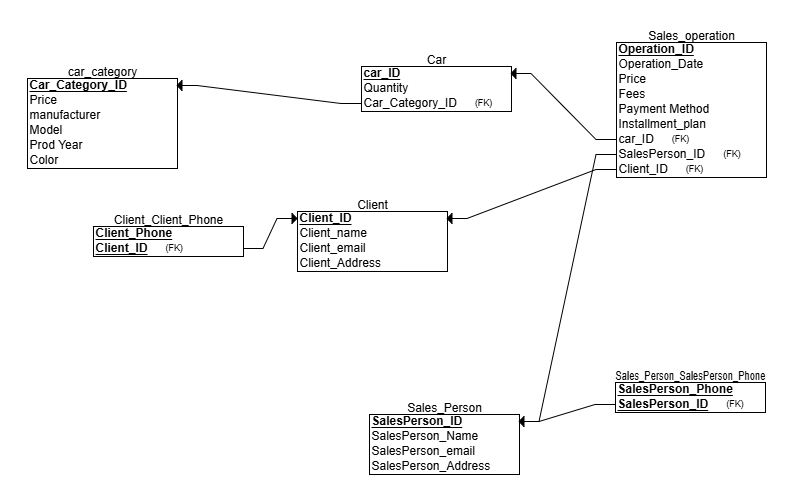 car_category
Car_Category_ID
Price
manufacturer
Model
Prod Year
Color
Car
car_ID
Quantity
Car_Category_ID (FK)
Sales_operation
Operation_ID
Operation_Date
Price
Fees
Payment Method
Installment_plan
car_ID (FK)
SalesPerson_ID (FK)
Client_ID (FK)
Client_Client_Phone
Client_Phone
Client_ID (FK)
Client
Client_ID
Client_name
Client_email
Client_Address
Sales_Person
SalesPerson_ID
SalesPerson_Name
SalesPerson_email
SalesPerson_Address
Sales_Person_SalesPerson_Phone
SalesPerson_Phone
SalesPerson_ID (FK)